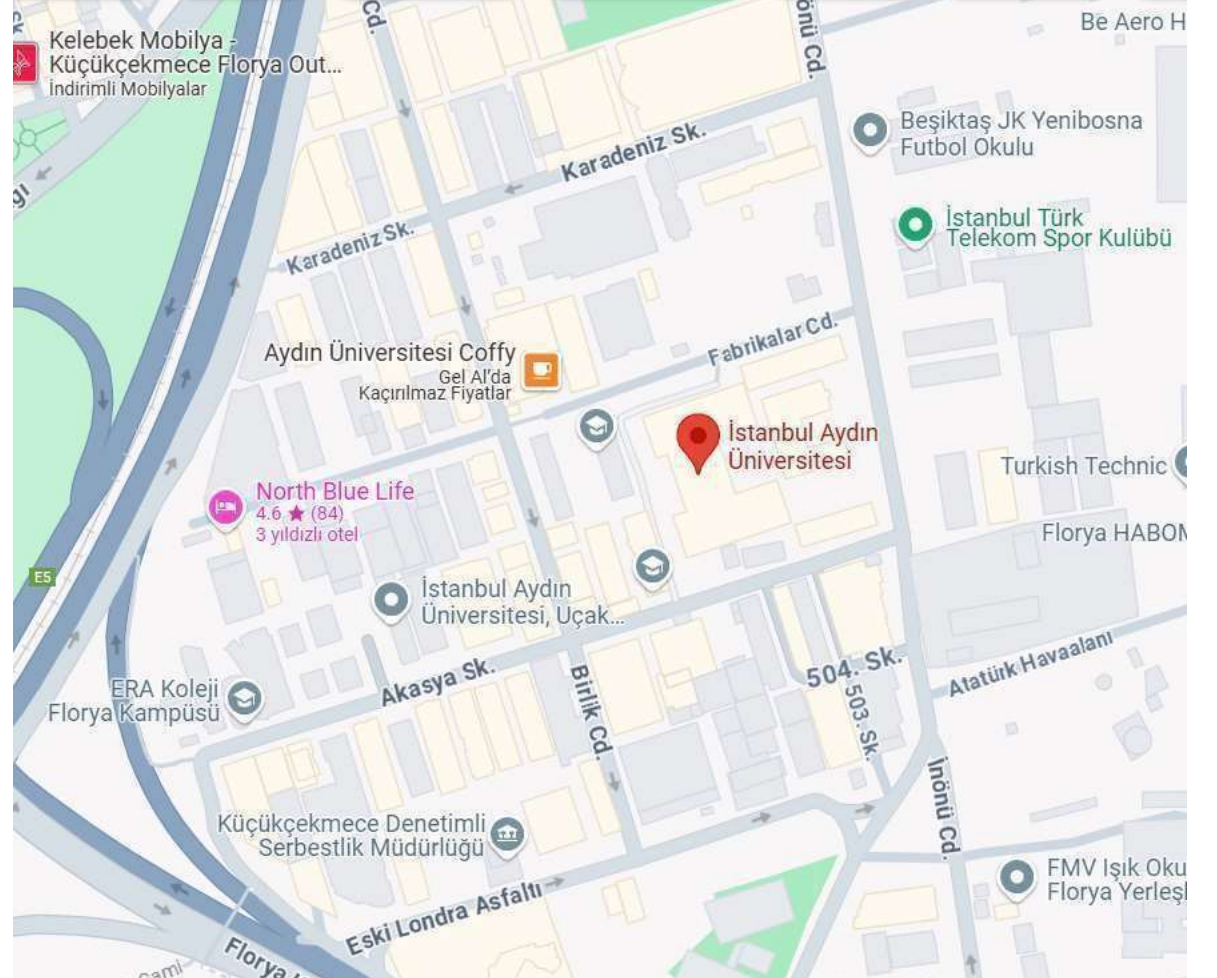 Sk
Cd.
İnönü Cd.
Be Aero H
Kelebek Mobilya -
Küçükçekmece Florya Out...
İndirimli Mobilyalar
Beşiktaş JK Yenibosna
Futbol Okulu
Karadeniz Sk.
İstanbul Türk
Telekom Spor Kulübü
Karadeniz Sk.
Fabrikalar Cd.
Aydın Üniversitesi Coffy
Gel Al'da
Kaçırılmaz Fiyatlar
İstanbul Aydın
Üniversitesi
Turkish Technic
North Blue Life
4.6 ★ (84)
3 yıldızlı otel
Florya HABOM
E5
İstanbul Aydın
Üniversitesi, Uçak...
504. Sk.
Atatürk Havaalanı
Akasya Sk.
Birlik Cd.
503. Sk.
ERA Koleji
Florya Kampüsü
İnönü Cd.
Küçükçekmece Denetimli
Serbestlik Müdürlüğü
FMV Işık Oku
Florya Yerleşk
Eski Londra Asfaltı
Florya
Cami